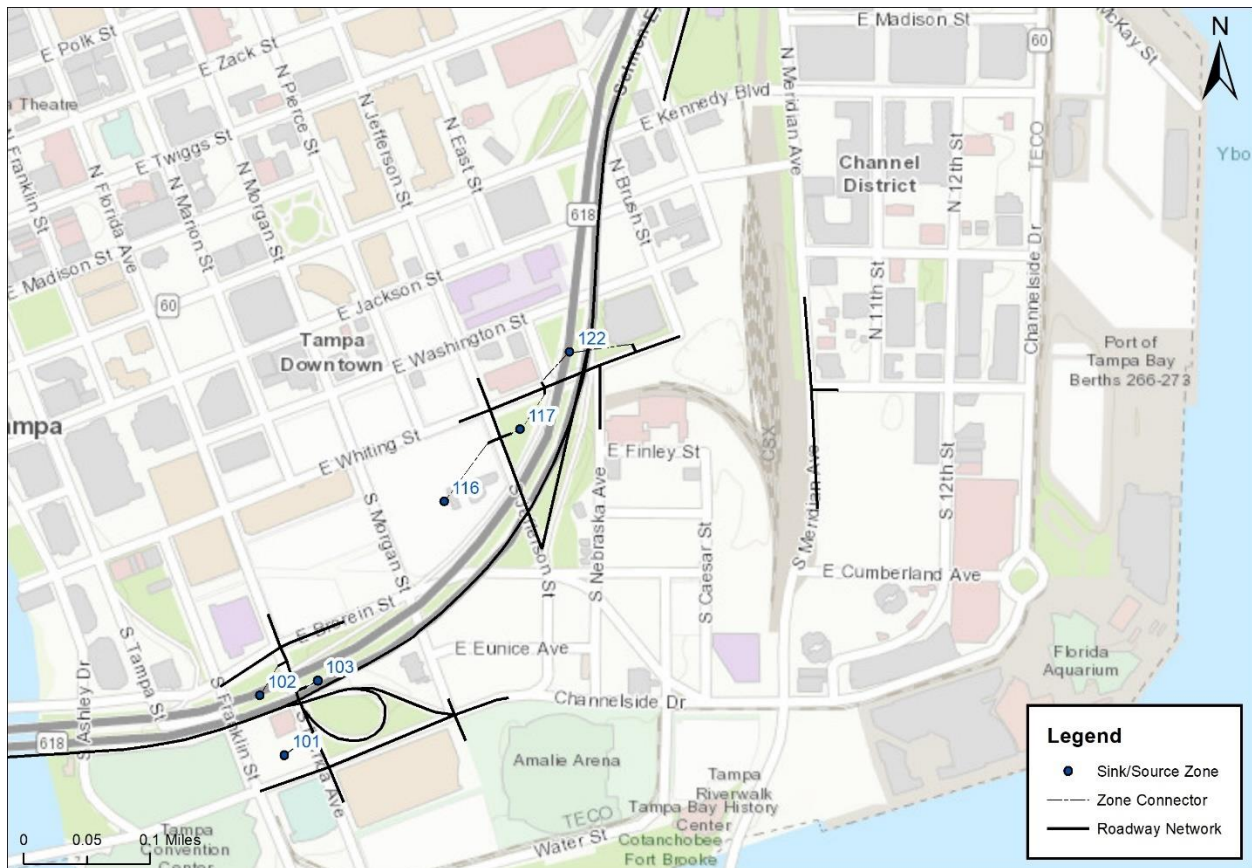 E Madison St
McKay St
N
E Polk St
E Zack St
60
N Meridian Ave
a Theatre
N Pierce St
N Jefferson St
N East St
E Kennedy Blvd
N Franklin St
N Florida Ave
E Twiggs St
N Marion St
N Morgan St
N Brush St
Channel
District
N 12th St
TECO
Channelside Dr
Ybo
618
E Madison St
60
E Jackson St
N 11th St
Tampa
Downtown
E Washington St
122
Port of
Tampa Bay
Berths 266-273
ampa
E Whiting St
117
E Finley St
CSX
116
S Morgan St
S Jefferson St
S Nebraska Ave
S Caesar St
S Meridian Ave
S 12th St
E Cumberland Ave
E Brorein St
E Eunice Ave
Florida
Aquarium
S Ashley Dr
S Tampa St
S Franklin St
102
103
Channelside Dr
618
101
S Florida Ave
Amalie Arena
Tampa
Riverwalk
Tampa Bay History
Center
TECO
Water St
Cotanchobee
Fort Brooke
Tampa
Convention
Center
0 0.05 0.1 Miles
Legend
Sink/Source Zone
Zone Connector
Roadway Network